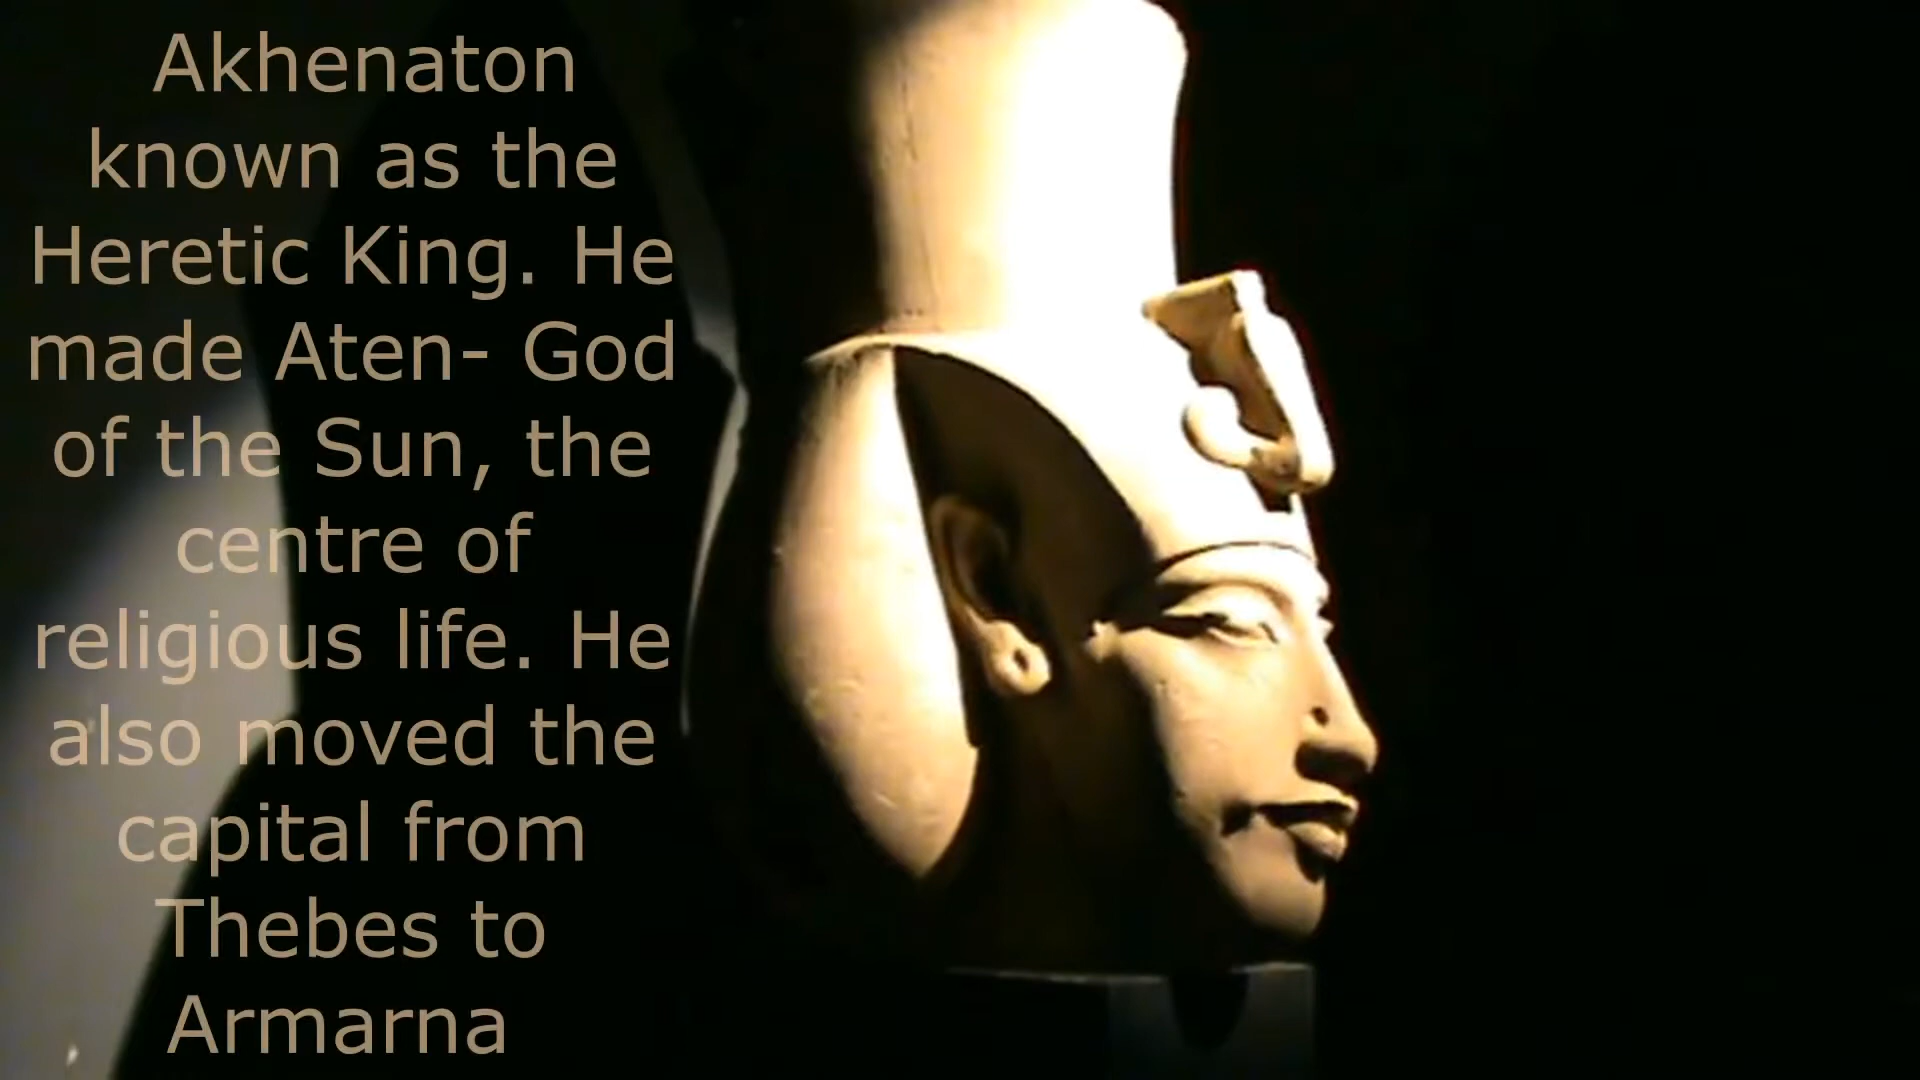 Akhenaton
known as the
Heretic King. He
made Aten- God
of the Sun, the
centre of
religious life. He
also moved the
capital from
Thebes to
Armarna